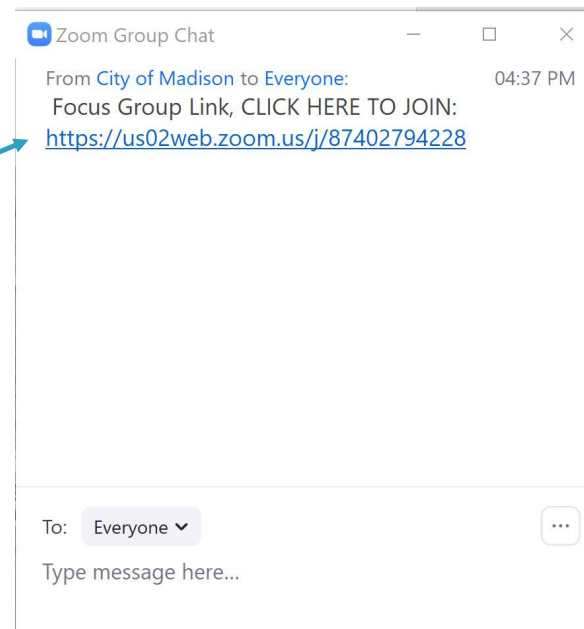 Zoom Group Chat
From City of Madison to Everyone: 04:37 PM
Focus Group Link, CLICK HERE TO JOIN:
https://us02web.zoom.us/j/87402794228
To: Everyone
Type message here...